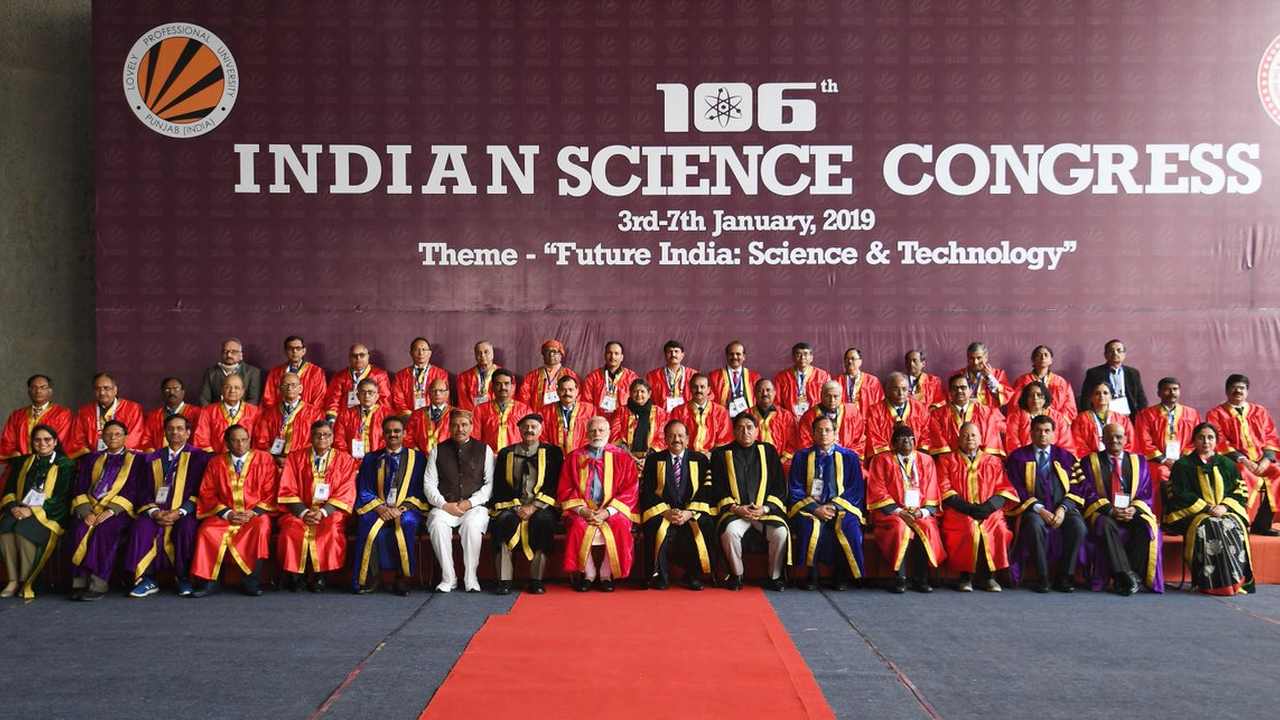 LOVELY PROFESSIONAL UNIVERSITY
PUNJAB [INDIA]
106th
INDIAN SCIENCE CONGRESS
3rd-7th January, 2019
Theme - “Future India: Science & Technology”